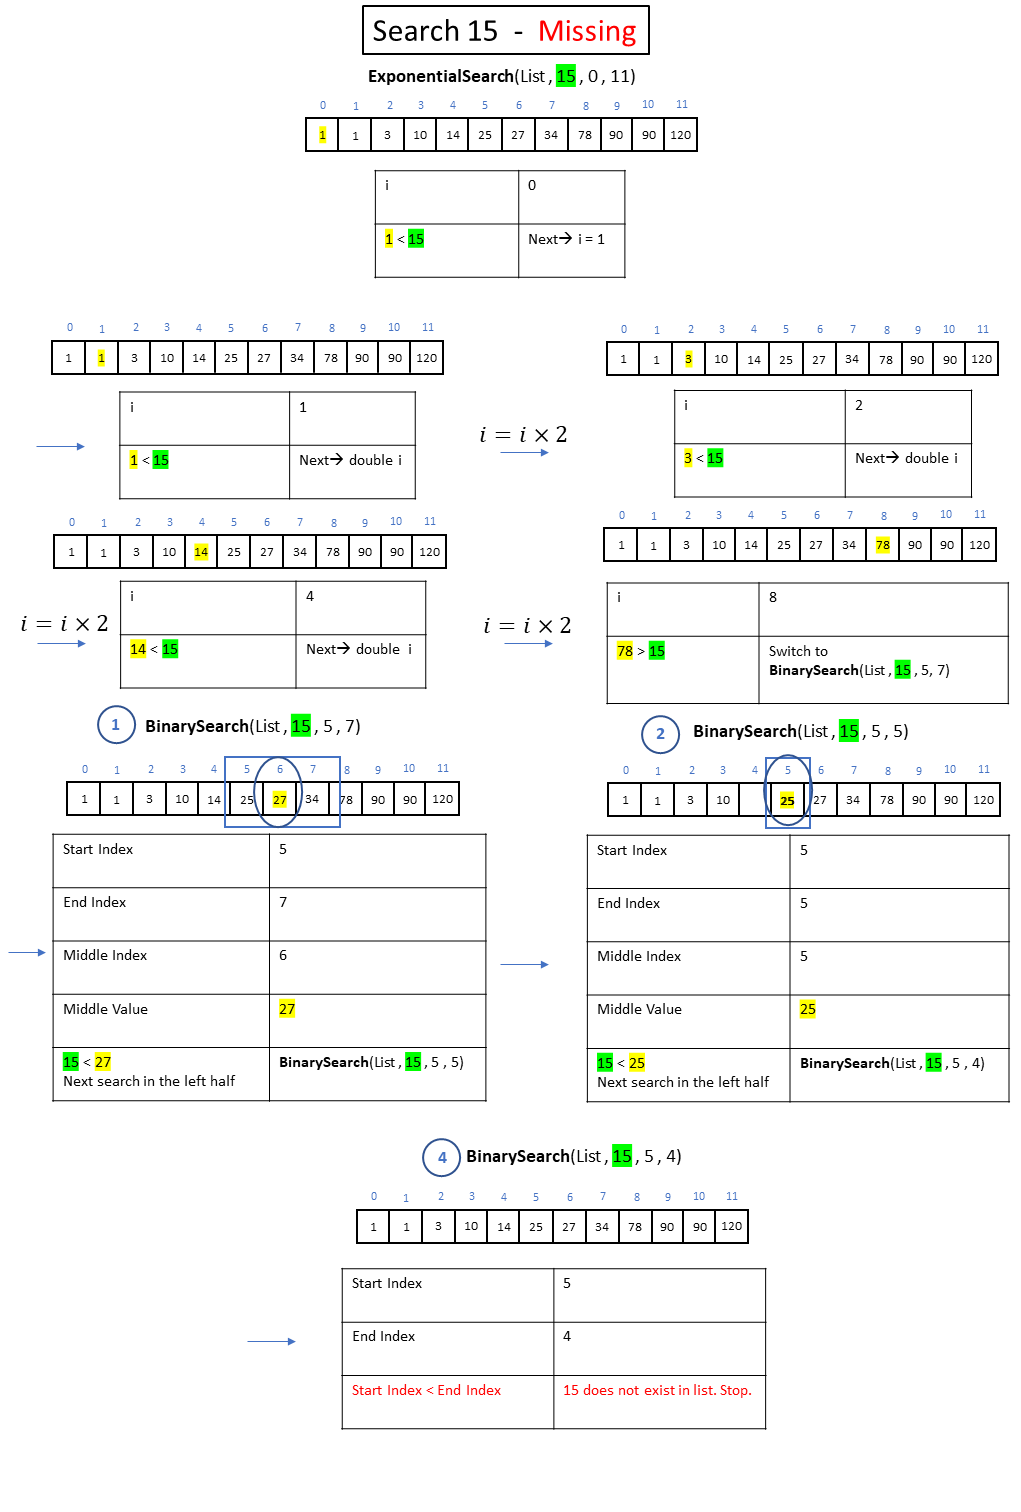 Search 15 - Missing
ExponentialSearch(List , 15 , 0 , 11)
0 1 2 3 4 5 6 7 8 9 10 11
1 1 3 10 14 25 27 34 78 90 90 120
i 0
1 < 15 Next→ i = 1
0 1 2 3 4 5 6 7 8 9 10 11
1 1 3 10 14 25 27 34 78 90 90 120
i 1
1 < 15 Next→ double i
i = i × 2
0 1 2 3 4 5 6 7 8 9 10 11
1 1 3 10 14 25 27 34 78 90 90 120
i 2
3 < 15 Next→ double i
i = i × 2
0 1 2 3 4 5 6 7 8 9 10 11
1 1 3 10 14 25 27 34 78 90 90 120
i 4
14 < 15 Next→ double i
i = i × 2
0 1 2 3 4 5 6 7 8 9 10 11
1 1 3 10 14 25 27 34 78 90 90 120
i 8
78 > 15 Switch to
BinarySearch(List , 15 , 5, 7)
1 BinarySearch(List , 15 , 5 , 7)
0 1 2 3 4 5 6 7 8 9 10 11
1 1 3 10 14 25 27 34 78 90 90 120
Start Index 5
End Index 7
Middle Index 6
Middle Value 27
15 < 27 BinarySearch(List , 15 , 5 , 5)
Next search in the left half
2 BinarySearch(List , 15 , 5 , 5)
0 1 2 3 4 5 6 7 8 9 10 11
1 1 3 10 25 27 34 78 90 90 120
Start Index 5
End Index 5
Middle Index 5
Middle Value 25
15 < 25 BinarySearch(List , 15 , 5 , 4)
Next search in the left half
4 BinarySearch(List , 15 , 5 , 4)
0 1 2 3 4 5 6 7 8 9 10 11
1 1 3 10 14 25 27 34 78 90 90 120
Start Index 5
End Index 4
Start Index < End Index 15 does not exist in list. Stop.